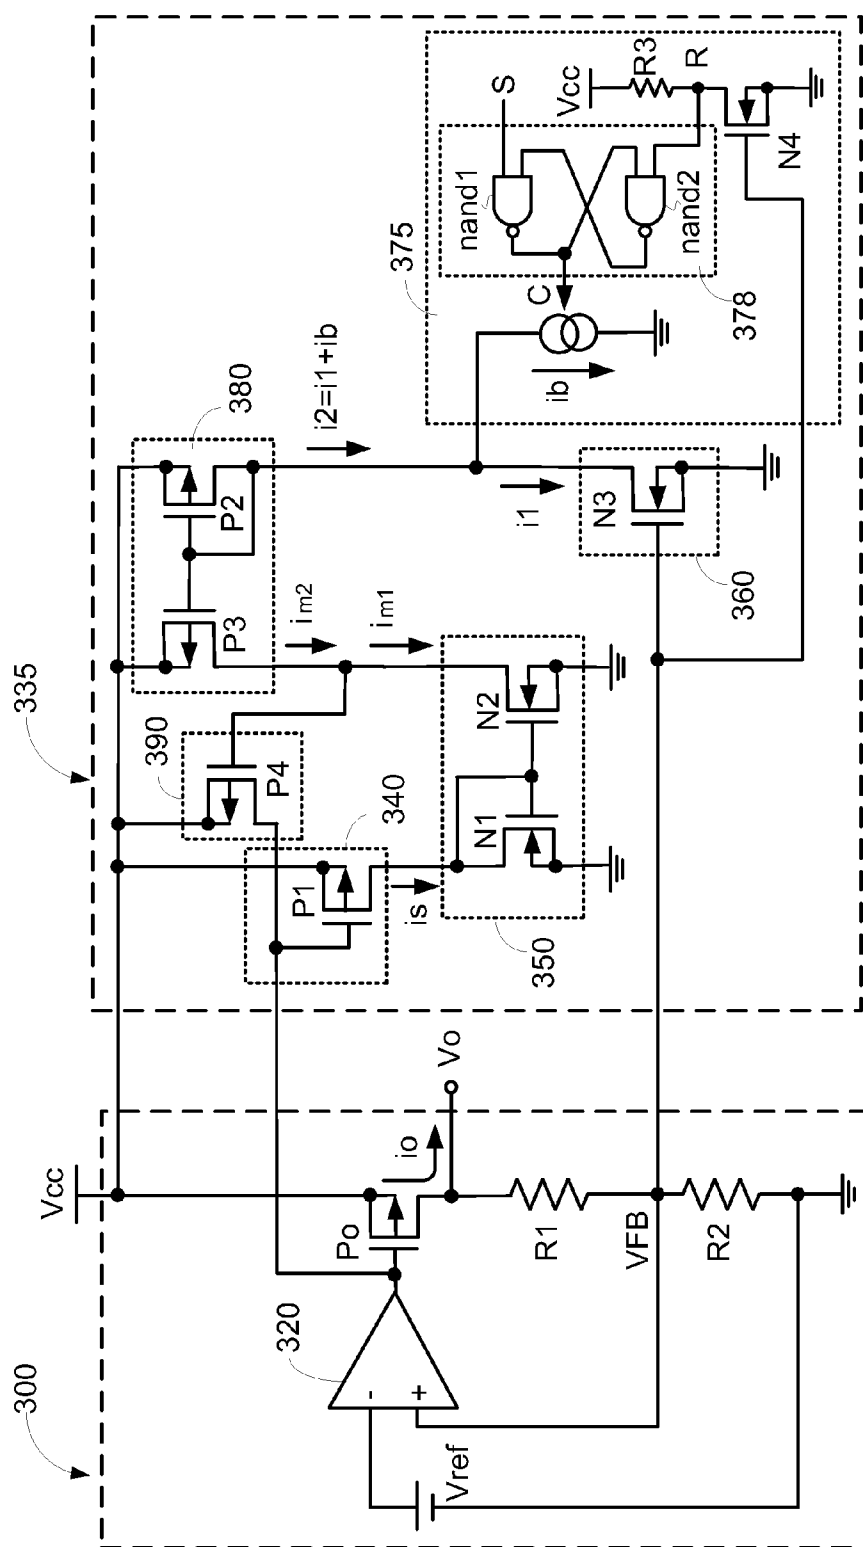 300
335
Vcc
320
-
+
Vref
Po
io
Vo
R1
VFB
R2
340
P1
is
390
P4
350
N1
N2
im2
im1
380
P3
P2
i2=i1+ib
i1
360
N3
375
378
ib
C
nand1
nand2
S
Vcc
R3
R
N4